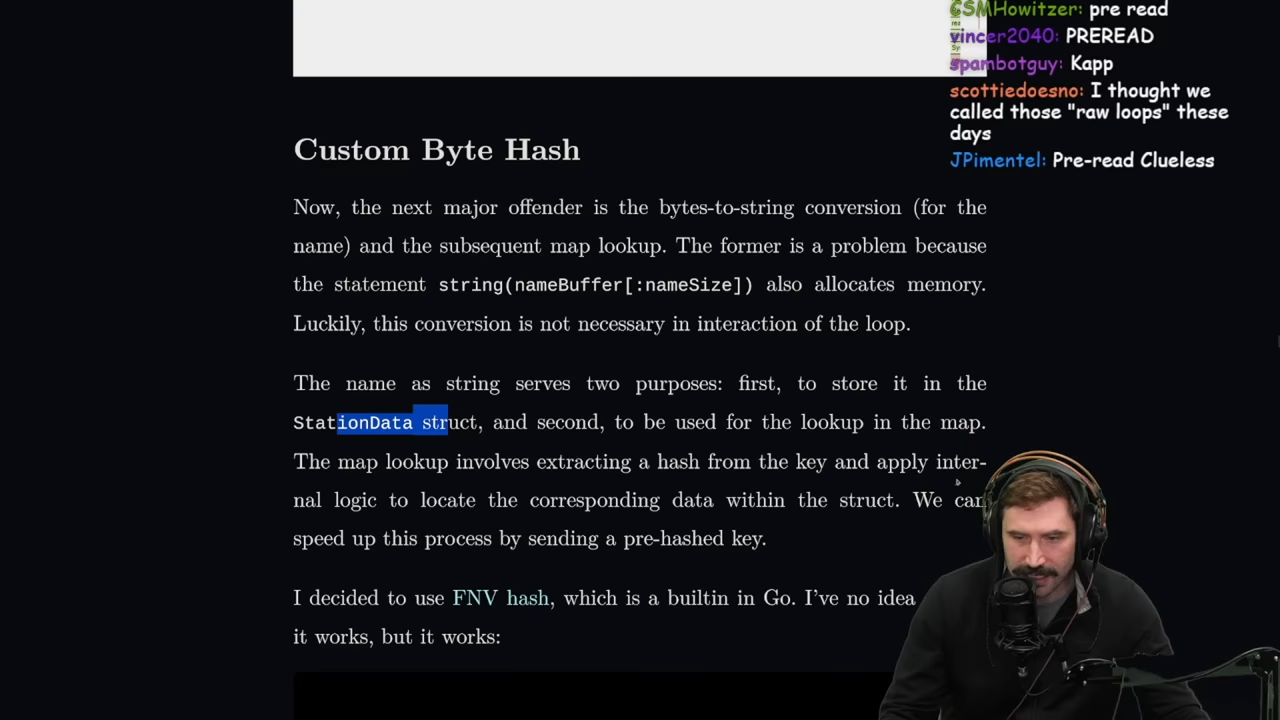 CSMHowitzer: pre read
vincer2040: PREREAD
spambotguy: Kapp
scottiedoesno: I thought we
called those "raw loops" these
days
JPimentel: Pre-read Clueless
Custom Byte Hash
Now, the next major offender is the bytes-to-string conversion (for the
name) and the subsequent map lookup. The former is a problem because
the statement string(nameBuffer[:nameSize]) also allocates memory.
Luckily, this conversion is not necessary in interaction of the loop.
The name as string serves two purposes: first, to store it in the
StationData struct, and second, to be used for the lookup in the map.
The map lookup involves extracting a hash from the key and apply inter-
nal logic to locate the corresponding data within the struct. We can
speed up this process by sending a pre-hashed key.
I decided to use FNV hash, which is a builtin in Go. I've no idea
it works, but it works: